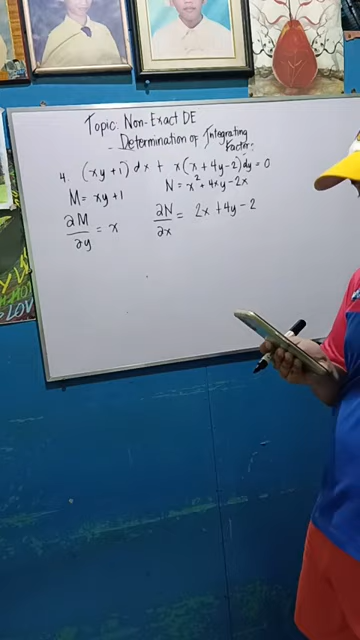 Topic: Non-Exact DE
- Determination of Integrating Factor:
4. (xy+1) dx + x(x+4y-2)dy = 0
M = xy+1 N = x²+4xy-2x
∂M/∂y = x ∂N/∂x = 2x+4y-2